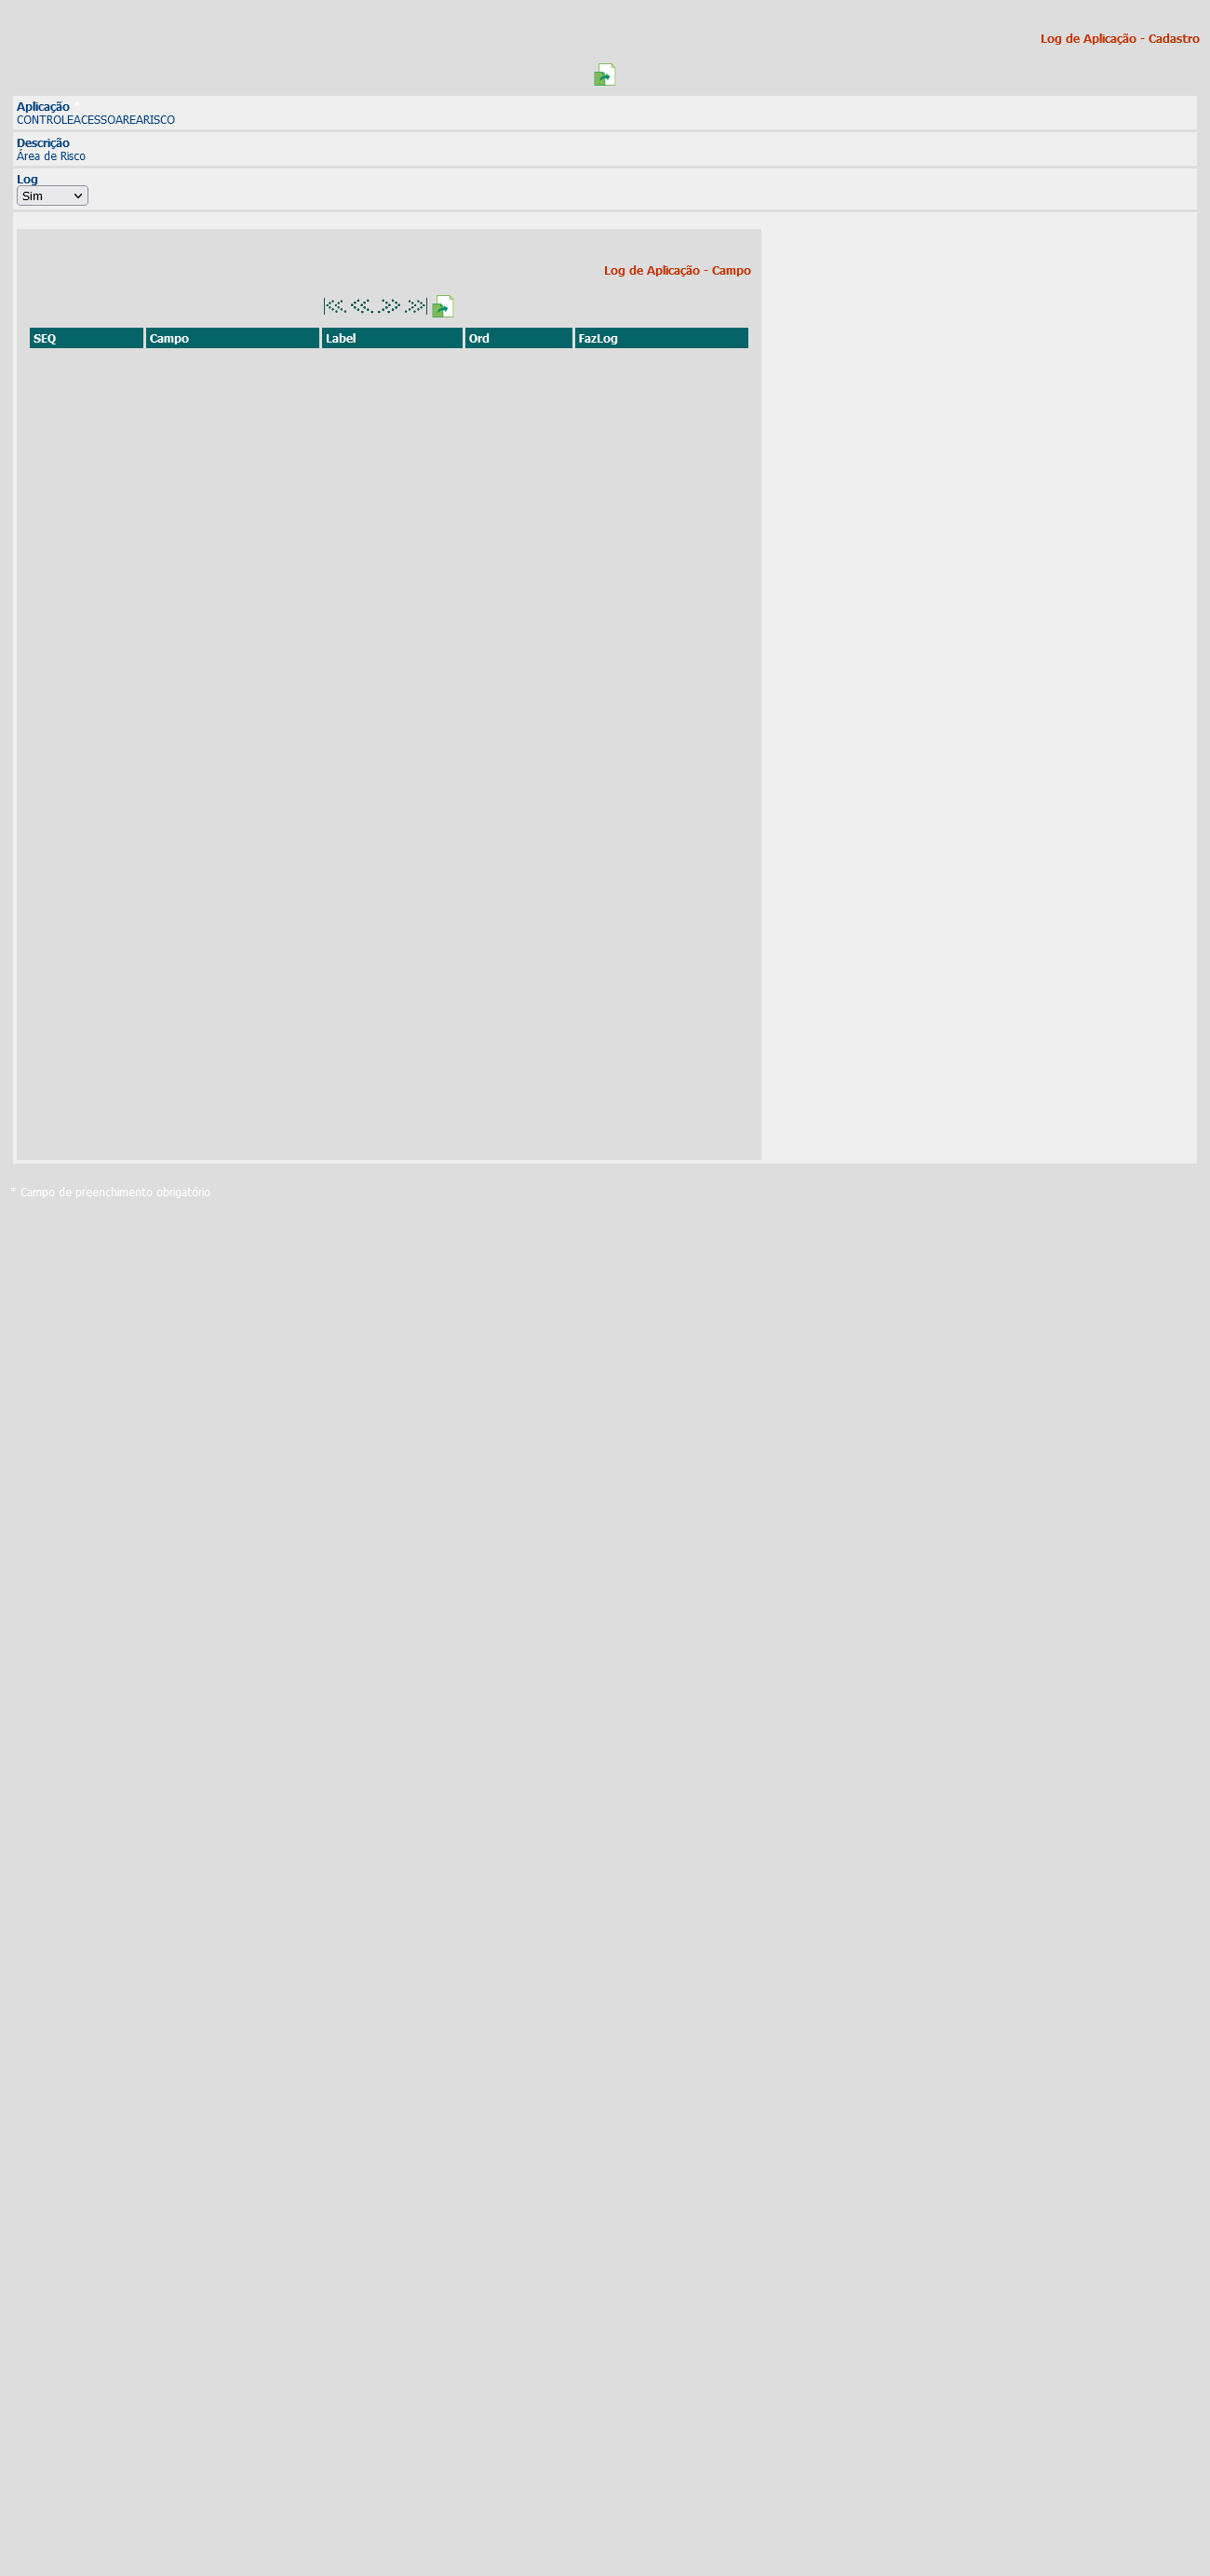 Log de Aplicação - Cadastro
Aplicação *
CONTROLEACESSOAREARISCO
Descrição
Área de Risco
Log
Sim
Log de Aplicação - Campo
SEQ Campo Label Ord FazLog
* Campo de preenchimento obrigatório